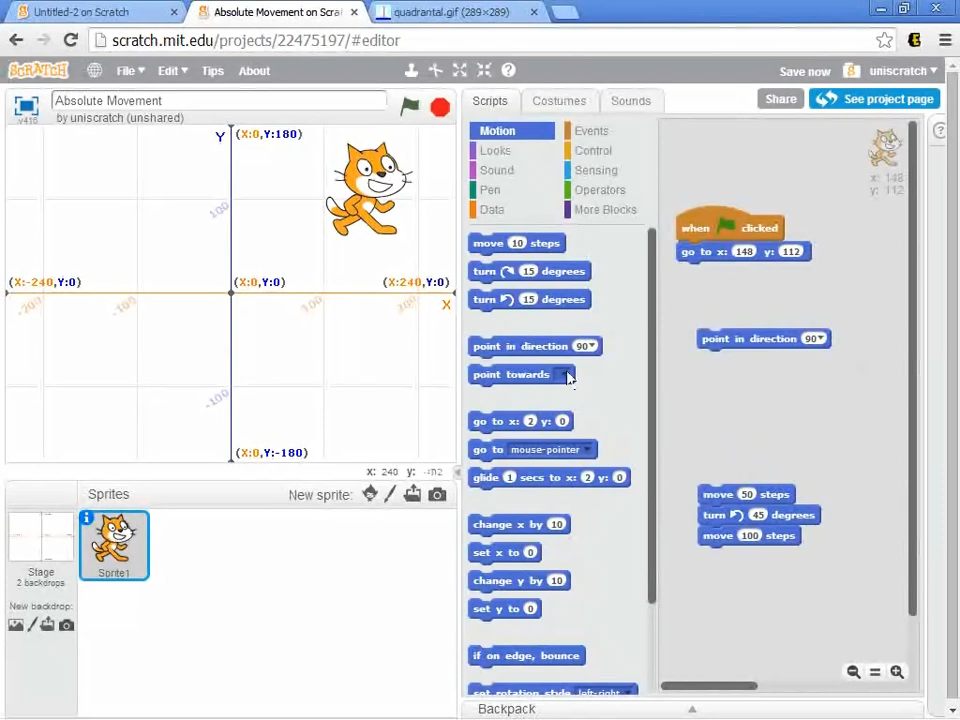 Untitled-2 on Scratch
Absolute Movement on Scra
quadrantal.gif (289×289)
scratch.mit.edu/projects/22475197/#editor
SCRATCH
File
Edit
Tips
About
Save now
uniscratch
v416
Absolute Movement
by uniscratch (unshared)
Scripts
Costumes
Sounds
Share
See project page
Y
(X:0,Y:180)
100
(X:-240,Y:0)
(X:0,Y:0)
(X:240,Y:0)
-200
-100
100
X
-100
(X:0,Y:-180)
x: 240 y:
Motion
Events
Looks
Control
Sound
Sensing
Pen
Operators
Data
More Blocks
move 10 steps
turn 15 degrees
turn 15 degrees
point in direction 90
point towards
go to x: 2 y: 0
go to mouse-pointer
glide 1 secs to x: 2 y: 0
change x by 10
set x to 0
change y by 10
set y to 0
if on edge, bounce
set rotation style left-right
x: 148
y: 112
when clicked
go to x: 148 y: 112
point in direction 90
move 50 steps
turn 45 degrees
move 100 steps
Sprites
New sprite:
Stage
2 backdrops
New backdrop:
Sprite1
Backpack